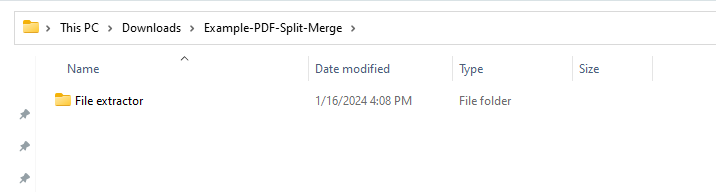 This PC > Downloads > Example-PDF-Split-Merge >
Name Date modified Type Size
File extractor 1/16/2024 4:08 PM File folder